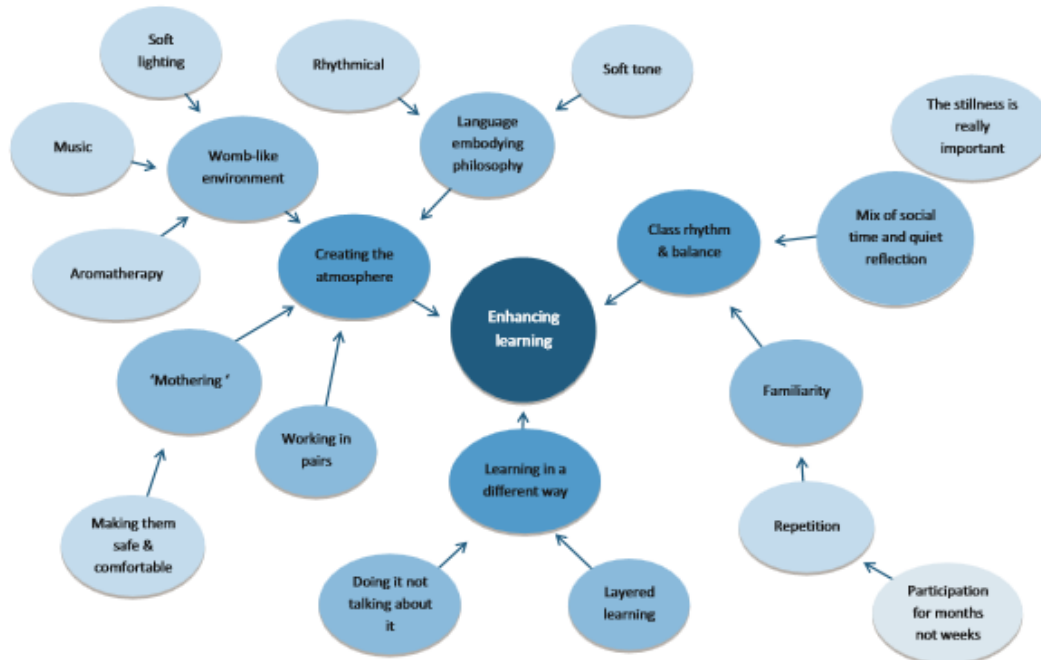 Soft
lighting
Rhythmical
Soft tone
The stillness is
really
important
Music
Womb-like
environment
Language
embodying
philosophy
Class rhythm
& balance
Mix of social
time and quiet
reflection
Aromatherapy
Creating the
atmosphere
Enhancing
learning
'Mothering '
Familiarity
Working in
pairs
Learning in a
different way
Making them
safe &
comfortable
Repetition
Doing it not
talking about
it
Layered
learning
Participation
for months
not weeks